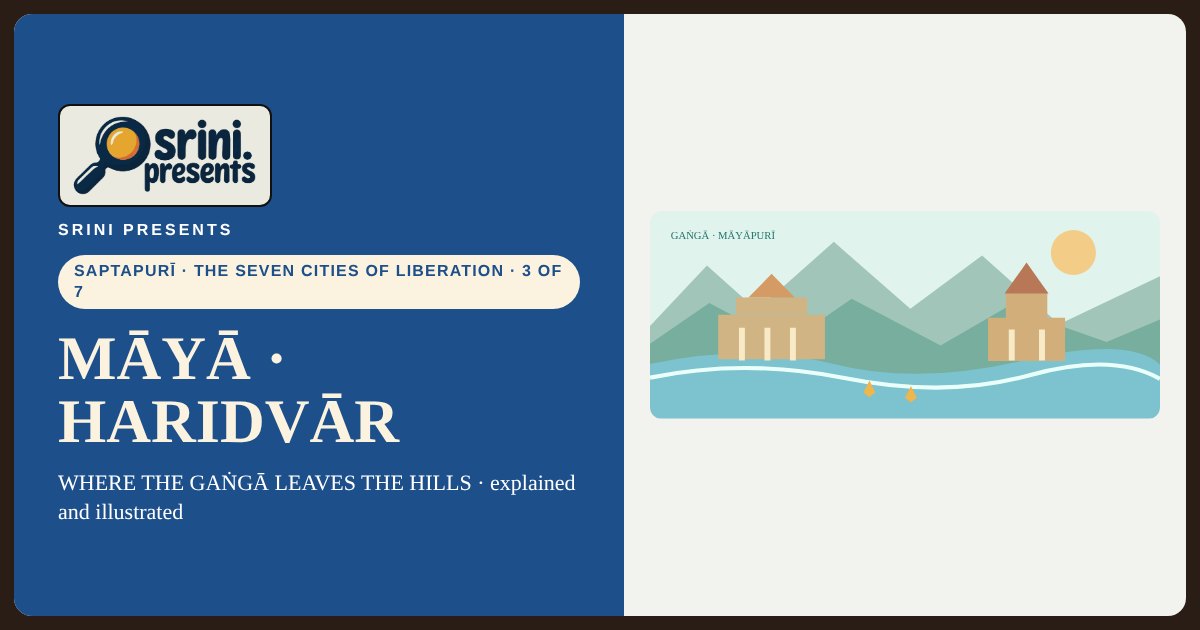 srini.
presents
SRINI PRESENTS
SAPTAPURĪ · THE SEVEN CITIES OF LIBERATION · 3 OF
7
MĀYĀ ·
HARIDVĀR
WHERE THE GAṄGĀ LEAVES THE HILLS · explained
and illustrated
GAṄGĀ · MĀYĀPURĪ